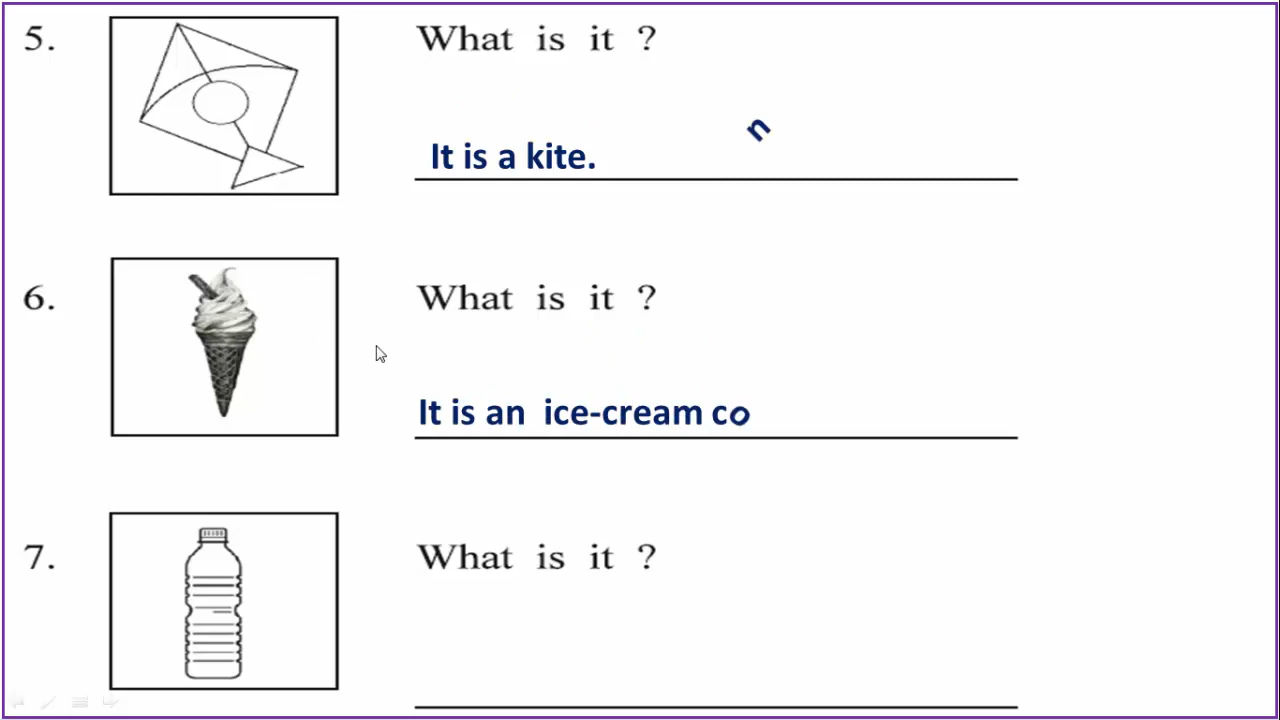 5. What is it ?
n
It is a kite.
6. What is it ?
It is an ice-cream co
7. What is it ?